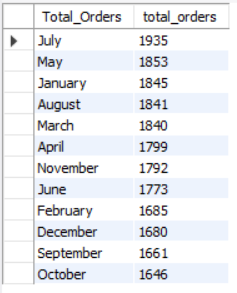 Total_Orders total_orders
July 1935
May 1853
January 1845
August 1841
March 1840
April 1799
November 1792
June 1773
February 1685
December 1680
September 1661
October 1646